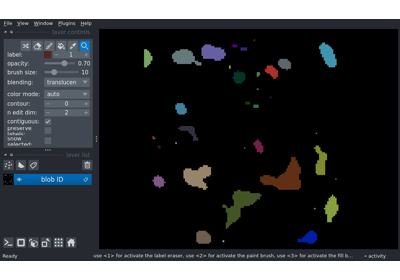 File View Window Plugins Help
layer controls
label: 1
opacity: 0.70
brush size: 10
blending: translucen
color mode: auto
contour: 0
n edit dim: 2
contiguous: ✓
preserve labels:
show selected:
layer list
blob ID
Ready use <1> for activate the label eraser, use <2> for activate the paint brush, use <3> for activate the fill b... activity